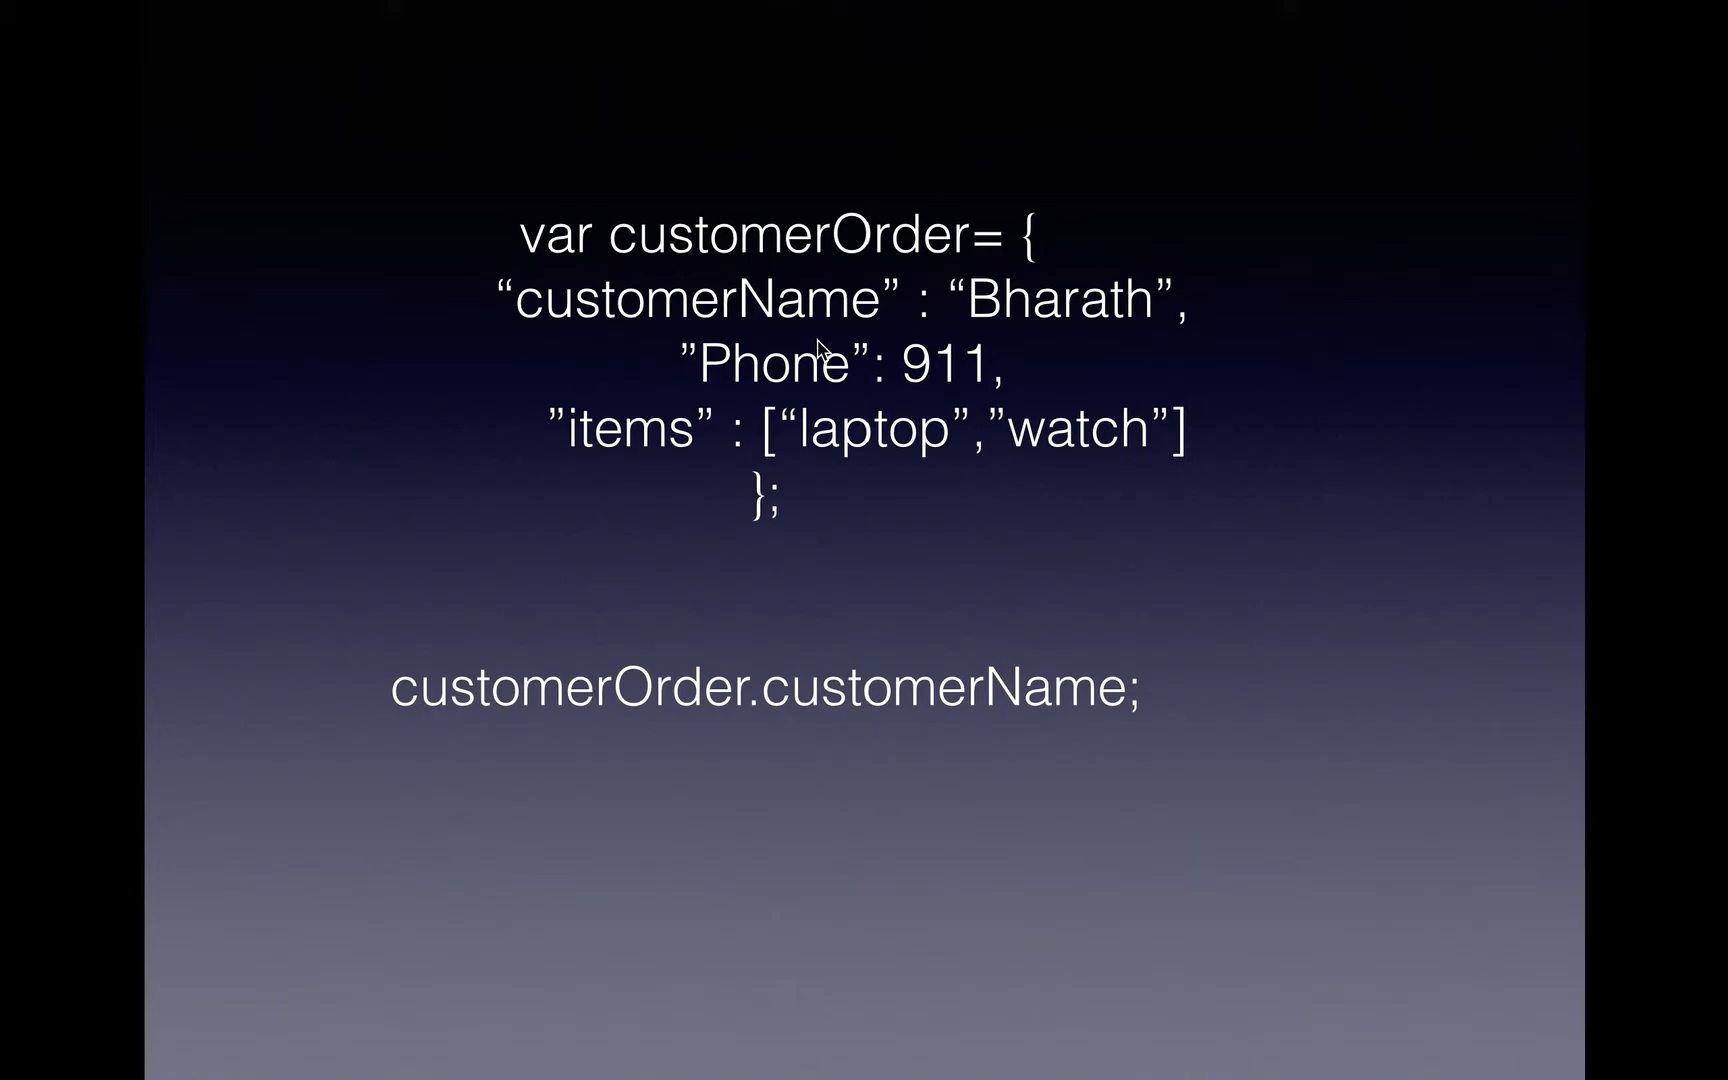 var customerOrder= {
“customerName” : “Bharath”,
”Phone”: 911,
”items” : [“laptop”,”watch”]
};
customerOrder.customerName;